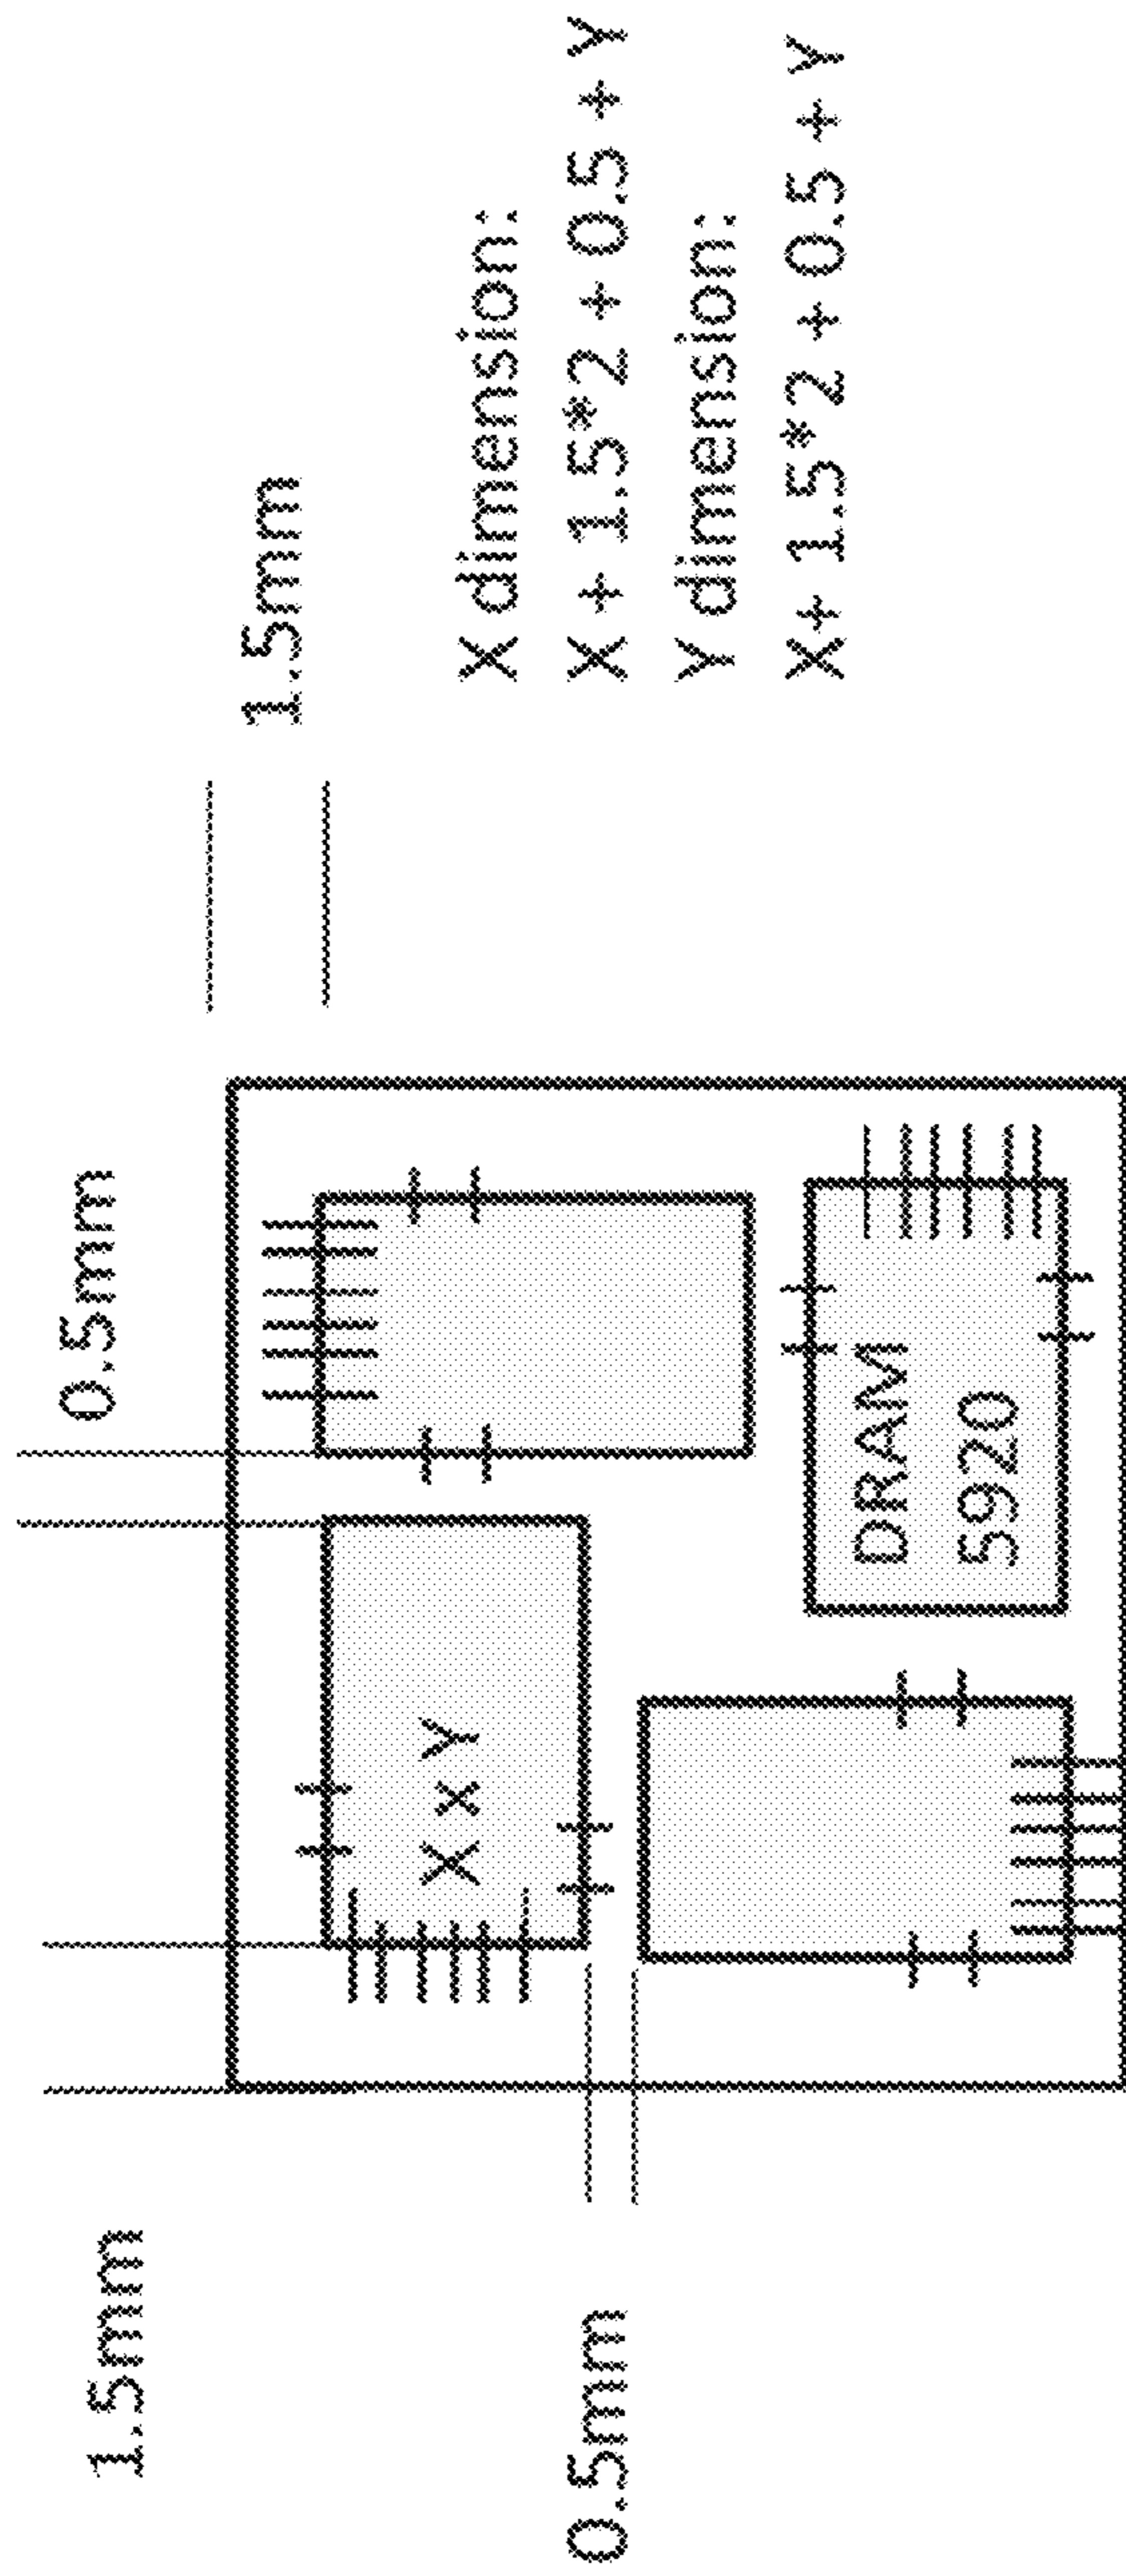 1.5mm
0.5mm
1.5mm
X x Y
0.5mm
DRAM
5920
X dimension:
X + 1.5*2 + 0.5 + Y
Y dimension:
X+ 1.5*2 + 0.5 + Y